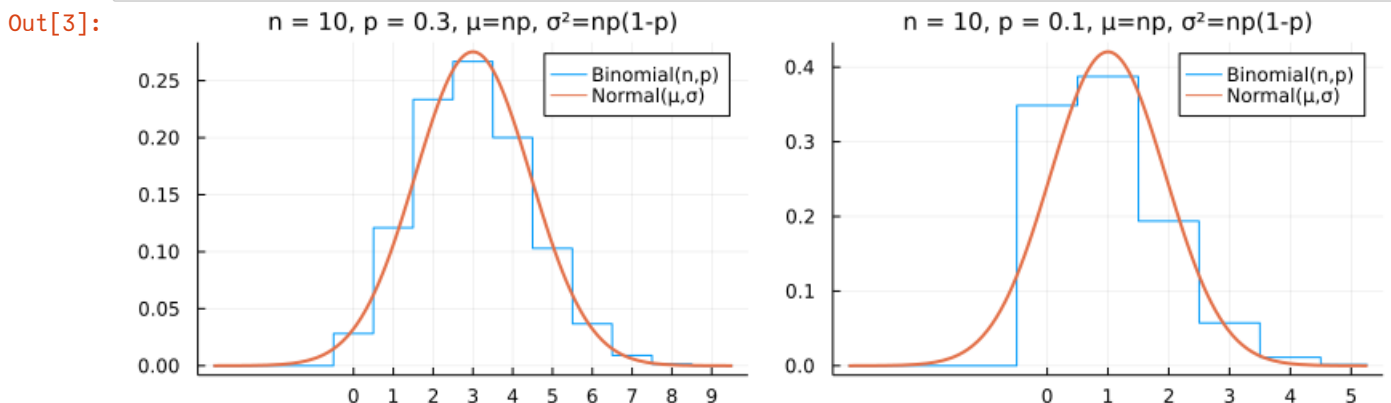 Out[3]:
n = 10, p = 0.3, μ=np, σ²=np(1-p)
Binomial(n,p)
Normal(μ,σ)
0.25
0.20
0.15
0.10
0.05
0.00
0 1 2 3 4 5 6 7 8 9
n = 10, p = 0.1, μ=np, σ²=np(1-p)
Binomial(n,p)
Normal(μ,σ)
0.4
0.3
0.2
0.1
0.0
0 1 2 3 4 5